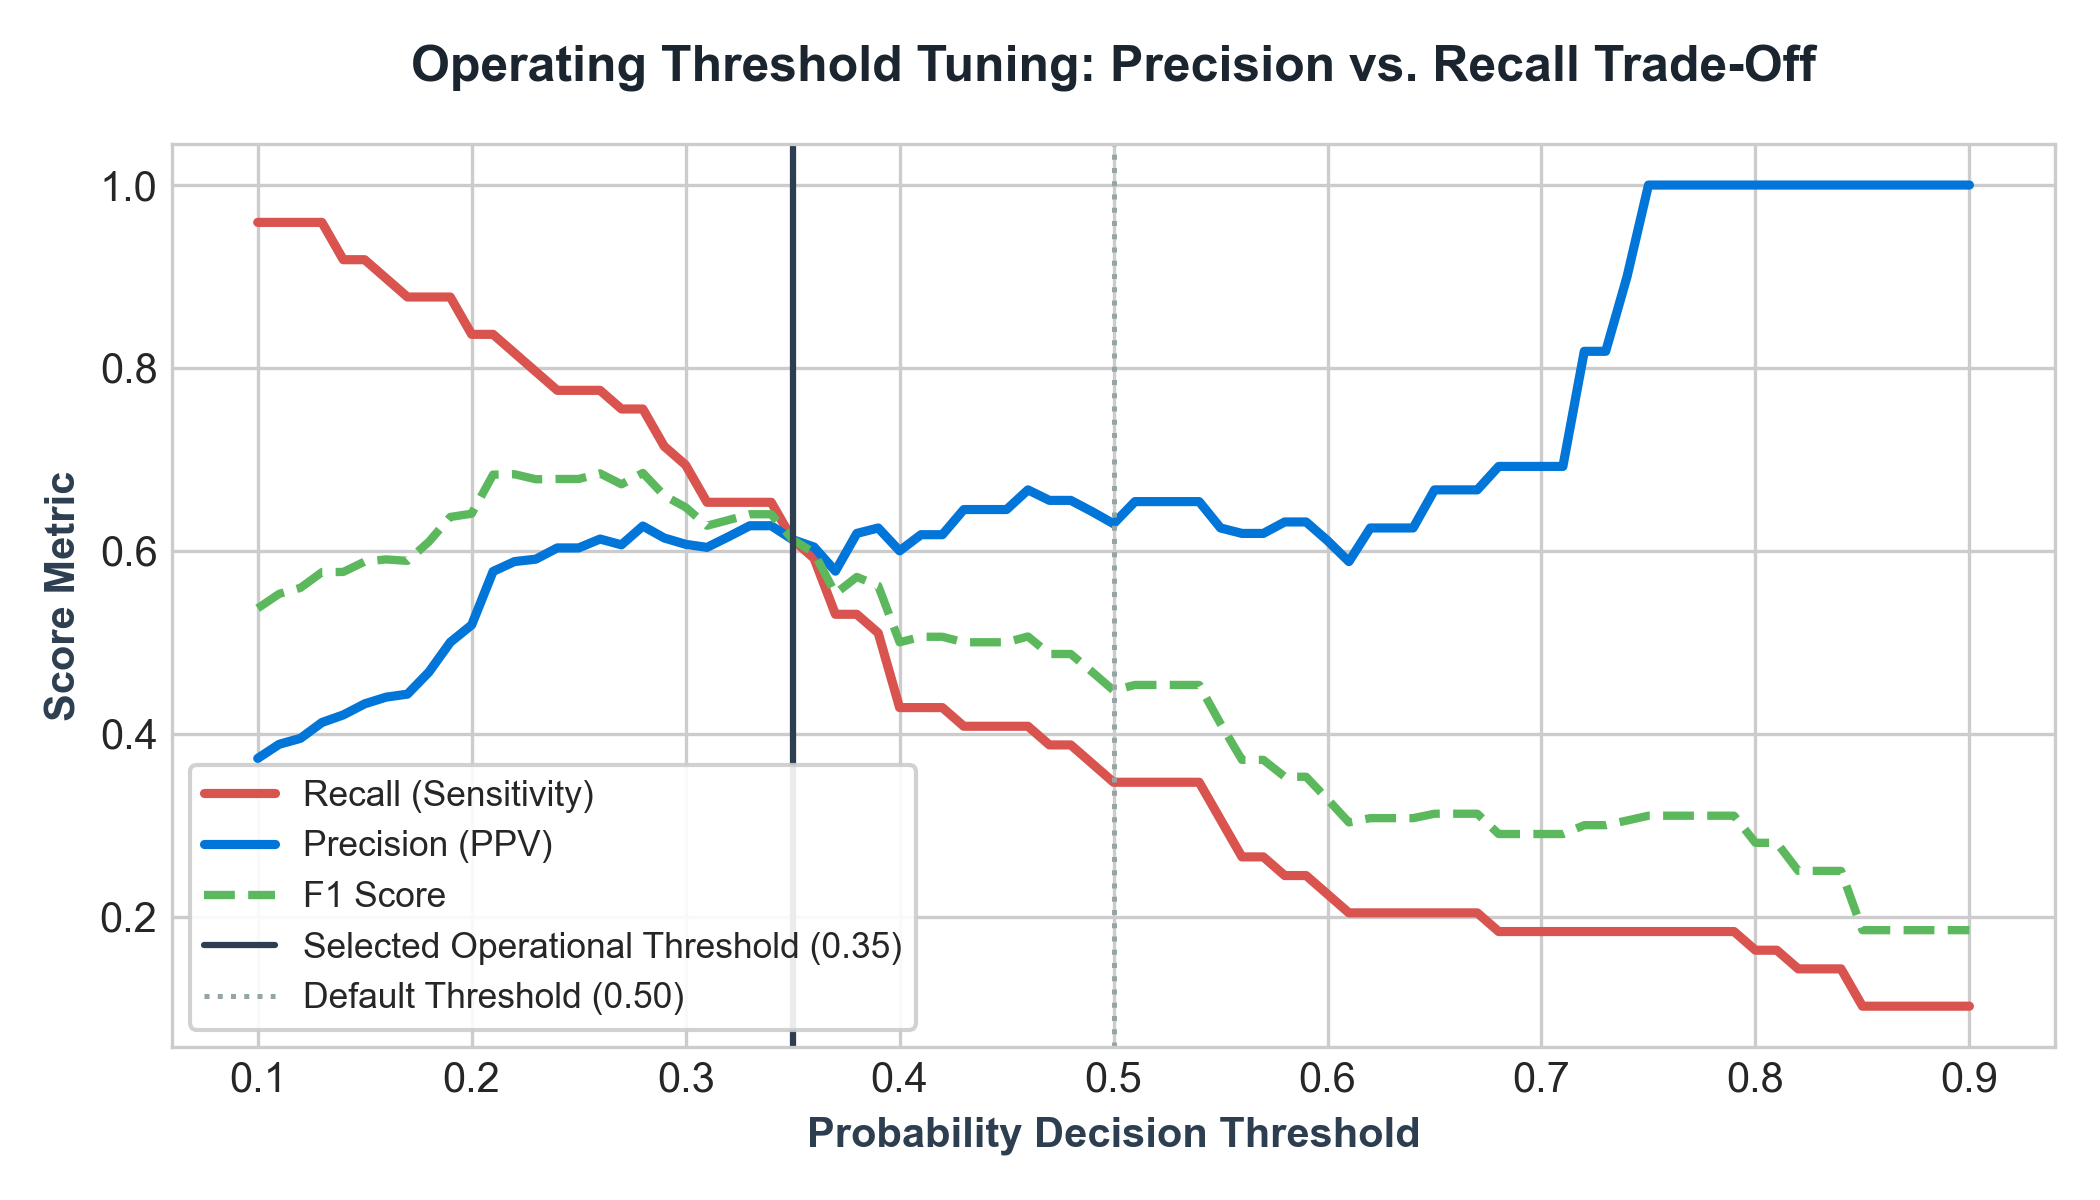 Operating Threshold Tuning: Precision vs. Recall Trade-Off
1.0
0.8
0.6
0.4
0.2
Score Metric
Recall (Sensitivity)
Precision (PPV)
F1 Score
Selected Operational Threshold (0.35)
Default Threshold (0.50)
0.1 0.2 0.3 0.4 0.5 0.6 0.7 0.8 0.9
Probability Decision Threshold